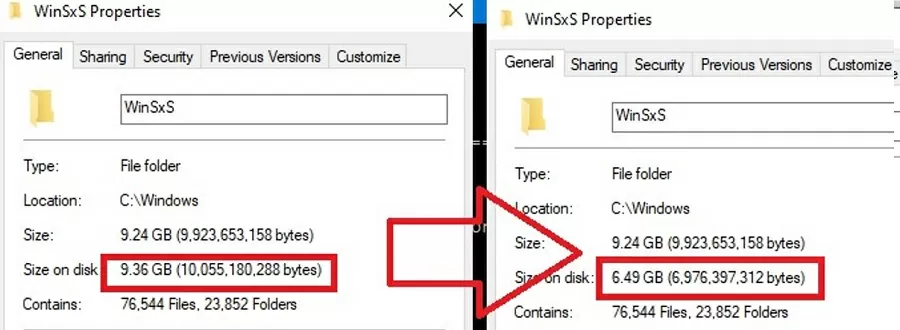 WinSxS Properties
General Sharing Security Previous Versions Customize
WinSxS
Type: File folder
Location: C:\Windows
Size: 9.24 GB (9,923,653,158 bytes)
Size on disk 9.36 GB (10,055,180,288 bytes)
Contains: 76,544 Files, 23,852 Folders
WinSxS Properties
General Sharing Security Previous Versions Customize
WinSxS
Type: File folder
Location: C:\Windows
Size: 9.24 GB (9,923,653,158 bytes)
Size on disk: 6.49 GB (6,976,397,312 bytes)
Contains: 76,544 Files, 23,852 Folders